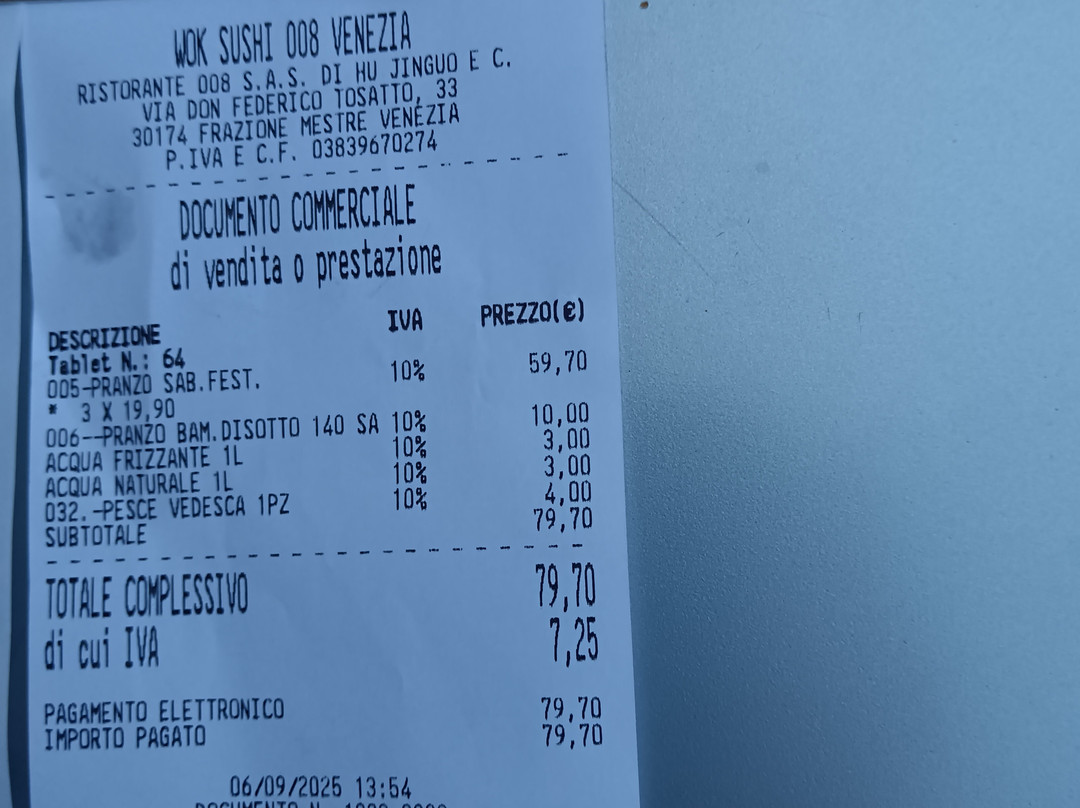 WOK SUSHI 008 VENEZIA
RISTORANTE 008 S.A.S. DI HU JINGUO E C.
VIA DON FEDERICO TOSATTO, 33
30174 FRAZIONE MESTRE VENEZIA
P.IVA E C.F. 03839670274
DOCUMENTO COMMERCIALE
di vendita o prestazione
DESCRIZIONE IVA PREZZO(€)
Tablet N.: 64
005-PRANZO SAB.FEST. 10% 59,70
* 3 X 19,90
006--PRANZO BAM.DISOTTO 140 SA 10% 10,00
ACQUA FRIZZANTE 1L 10% 3,00
ACQUA NATURALE 1L 10% 3,00
032.-PESCE VEDESCA 1PZ 10% 4,00
SUBTOTALE 79,70
TOTALE COMPLESSIVO 79,70
di cui IVA 7,25
PAGAMENTO ELETTRONICO 79,70
IMPORTO PAGATO 79,70
06/09/2025 13:54
DOCUMENTO N.